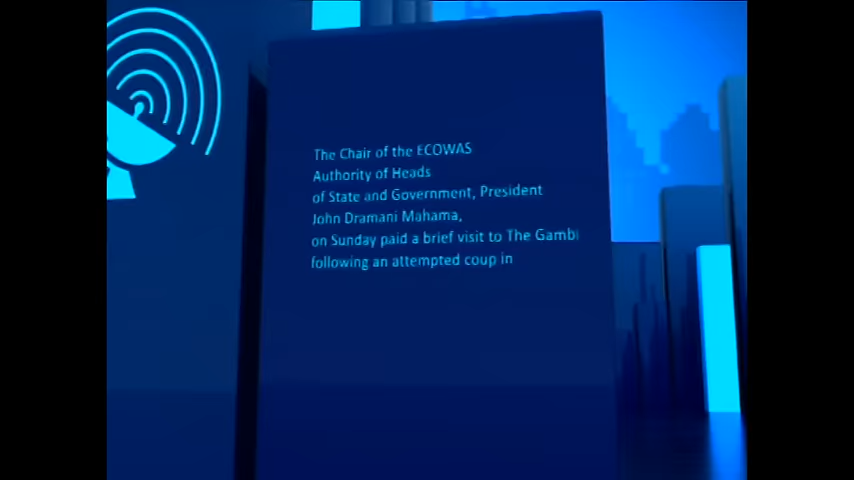 The Chair of the ECOWAS
Authority of Heads
of State and Government, President
John Dramani Mahama,
on Sunday paid a brief visit to The Gambi
following an attempted coup in